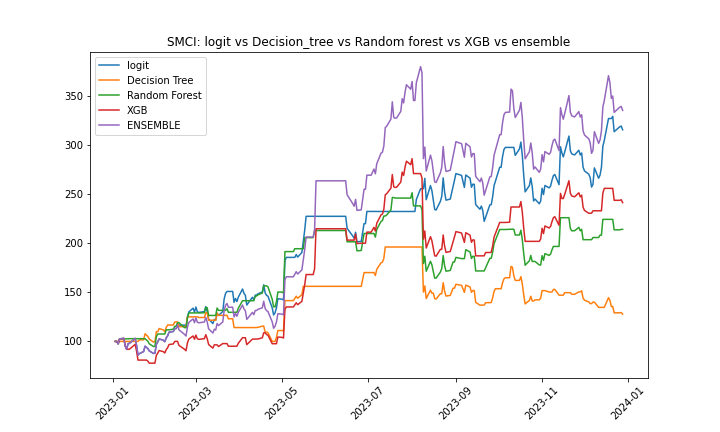 SMCI: logit vs Decision_tree vs Random forest vs XGB vs ensemble
logit
Decision Tree
Random Forest
XGB
ENSEMBLE
350
300
250
200
150
100
2023-01
2023-03
2023-05
2023-07
2023-09
2023-11
2024-01